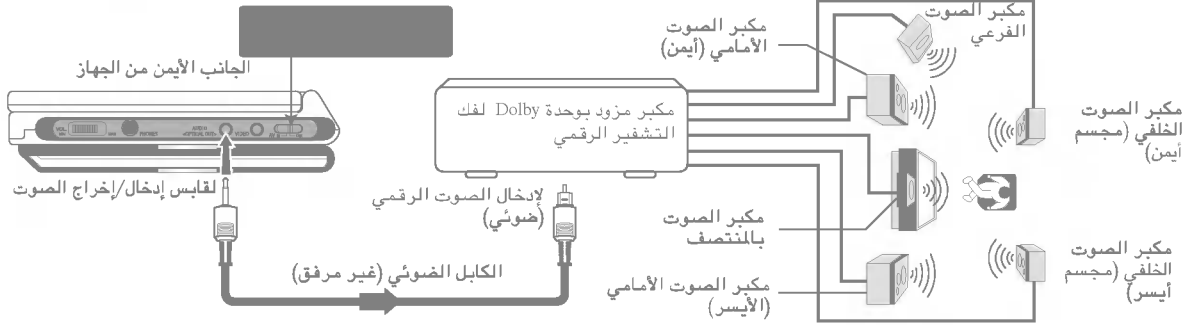 مكبر الصوت
الفرعي
مكبر الصوت
الأمامي (أيمن)
الجانب الأيمن من الجهاز
مكبر مزود بوحدة Dolby لفك
التشفير الرقمي
مكبر الصوت
الخلفي (مجسم
أيمن)
لقابس إدخال/إخراج الصوت
لإدخال الصوت الرقمي
(ضوئي)
مكبر الصوت
بالمنتصف
الكابل الضوئي (غير مرفق)
مكبر الصوت الأمامي
(الأيسر)
مكبر الصوت
الخلفي (مجسم
أيسر)